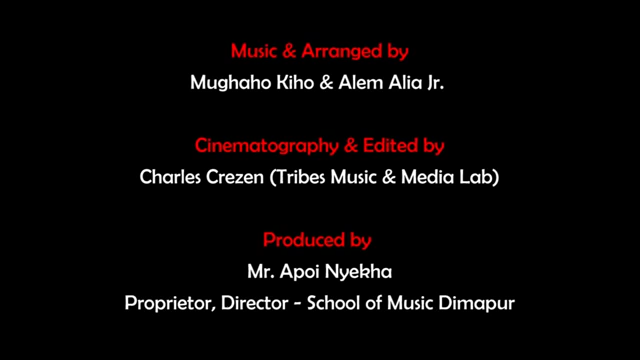 Music & Arranged by
Mughaho Kiho & Alem Alia Jr.
Cinematography & Edited by
Charles Crezen (Tribes Music & Media Lab)
Produced by
Mr. Apoi Nyekha
Proprietor, Director - School of Music Dimapur